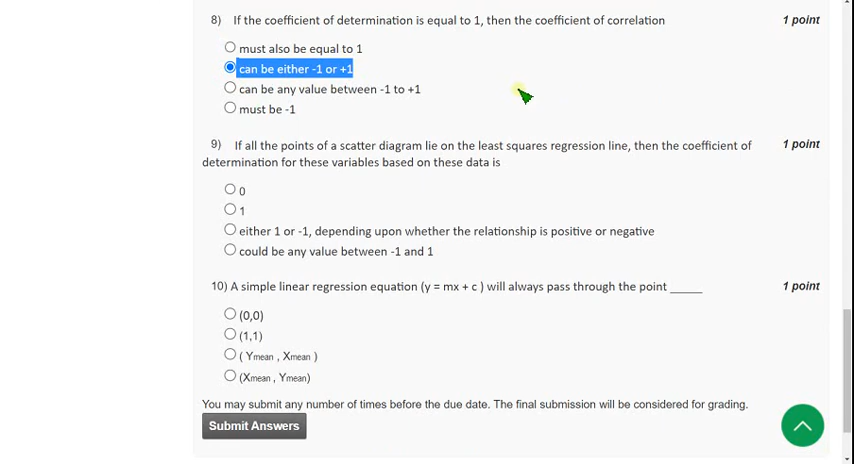 8) If the coefficient of determination is equal to 1, then the coefficient of correlation 1 point
must also be equal to 1
can be either -1 or +1
can be any value between -1 to +1
must be -1
9) If all the points of a scatter diagram lie on the least squares regression line, then the coefficient of 1 point
determination for these variables based on these data is
0
1
either 1 or -1, depending upon whether the relationship is positive or negative
could be any value between -1 and 1
10) A simple linear regression equation (y = mx + c ) will always pass through the point _____ 1 point
(0,0)
(1,1)
( Ymean , Xmean )
(Xmean , Ymean)
You may submit any number of times before the due date. The final submission will be considered for grading.
Submit Answers